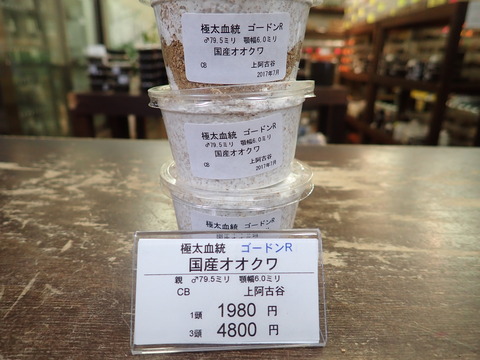 極太血統 ゴードンR
♂79.5ミリ 顎幅6.0ミリ
国産オオクワ
CB 上阿古谷
2017年7月
極太血統 ゴードンR
♂79.5ミリ 顎幅6.0ミリ
国産オオクワ
CB 上阿古谷
2017年7月
極太血統 ゴードンR
極太血統 ゴードンR
国産オオクワ
親 ♂79.5ミリ 顎幅6.0ミリ
CB 上阿古谷
1頭 1980 円
3頭 4800 円